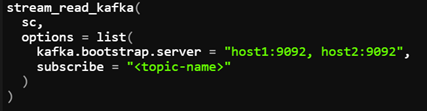 stream_read_kafka(
sc,
options = list(
kafka.bootstrap.server = "host1:9092, host2:9092",
subscribe = "<topic-name>"
)
)